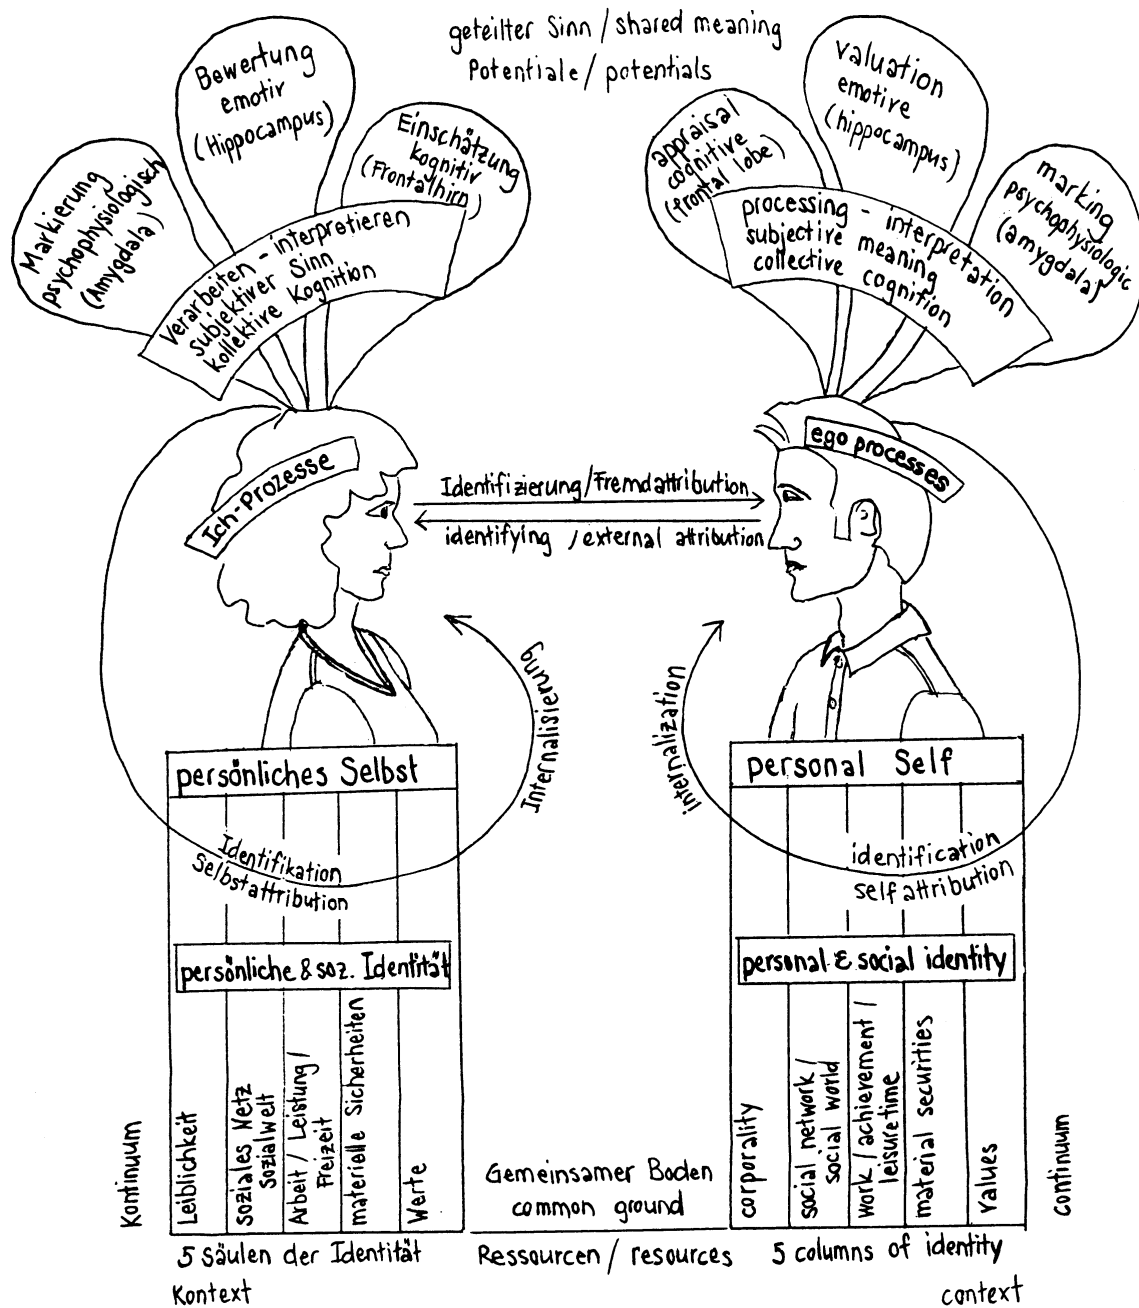 geteilter Sinn / shared meaning
Potentiale / potentials
Markierung
psychophysiologisch
(Amygdala)
Bewertung
emotiv
(Hippocampus)
Einschätzung
kognitiv
(Frontalhirn)
Verarbeiten - interpretieren
subjektiver Sinn
kollektive Kognition
appraisal
cognitive
(frontal lobe)
valuation
emotive
(hippocampus)
marking
psychophysiologic
(amygdala)
processing - interpretation
subjective meaning
collective cognition
Ich-Prozesse
ego processes
Identifizierung/Fremdattribution
identifying / external attribution
Internalisierung
internalization
persönliches Selbst
Identifikation
Selbstattribution
persönliche & soz. Identität
Kontinuum
Leiblichkeit
soziales Netz
Sozialwelt
Arbeit / Leistung /
Freizeit
materielle Sicherheiten
Werte
5 Säulen der Identität
Kontext
Gemeinsamer Boden
common ground
Ressourcen / resources
personal Self
identification
self attribution
personal & social identity
corporality
social network /
social world
work / achievement /
leisure time
material securities
values
continuum
5 columns of identity
context